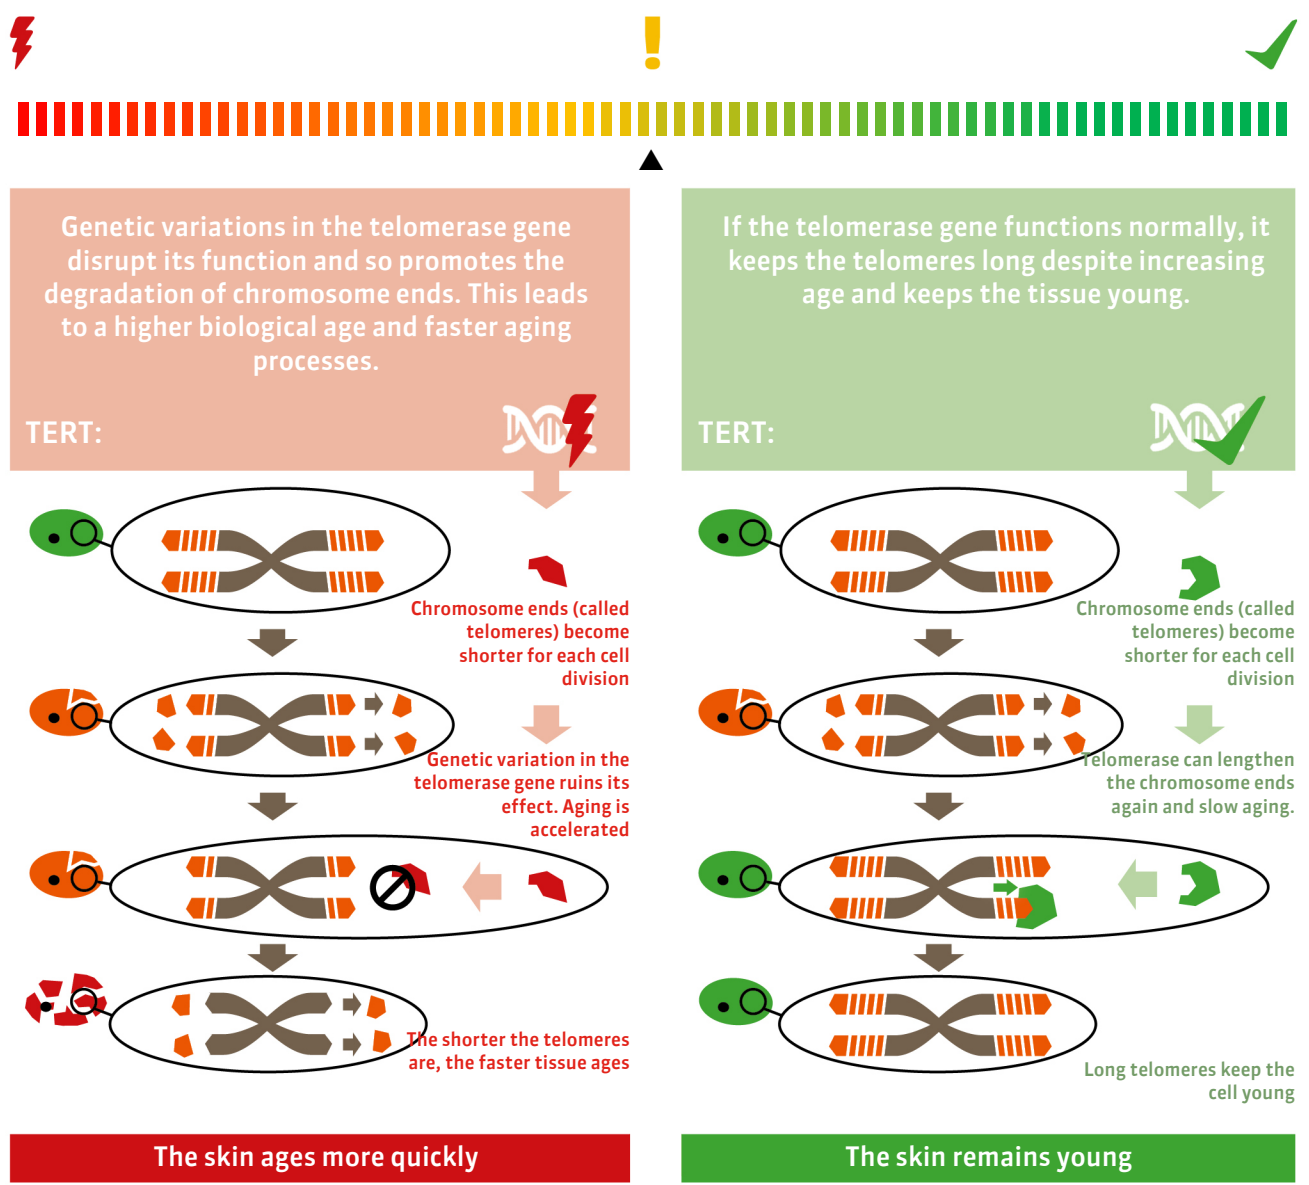 Genetic variations in the telomerase gene
disrupt its function and so promotes the
degradation of chromosome ends. This leads
to a higher biological age and faster aging
processes.
TERT:
Chromosome ends (called
telomeres) become
shorter for each cell
division
Genetic variation in the
telomerase gene ruins its
effect. Aging is
accelerated
The shorter the telomeres
are, the faster tissue ages
The skin ages more quickly
If the telomerase gene functions normally, it
keeps the telomeres long despite increasing
age and keeps the tissue young.
TERT:
Chromosome ends (called
telomeres) become
shorter for each cell
division
Telomerase can lengthen
the chromosome ends
again and slow aging.
Long telomeres keep the
cell young
The skin remains young